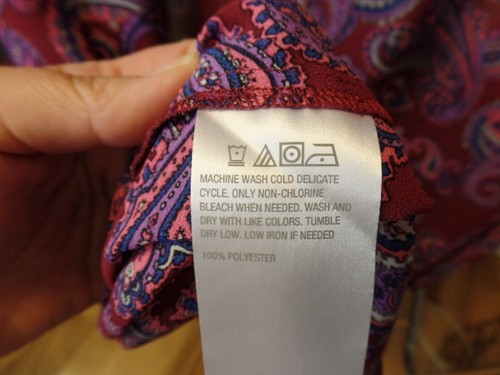 MACHINE WASH COLD DELICATE
CYCLE. ONLY NON-CHLORINE
BLEACH WHEN NEEDED. WASH AND
DRY WITH LIKE COLORS. TUMBLE
DRY LOW. LOW IRON IF NEEDED
100% POLYESTER